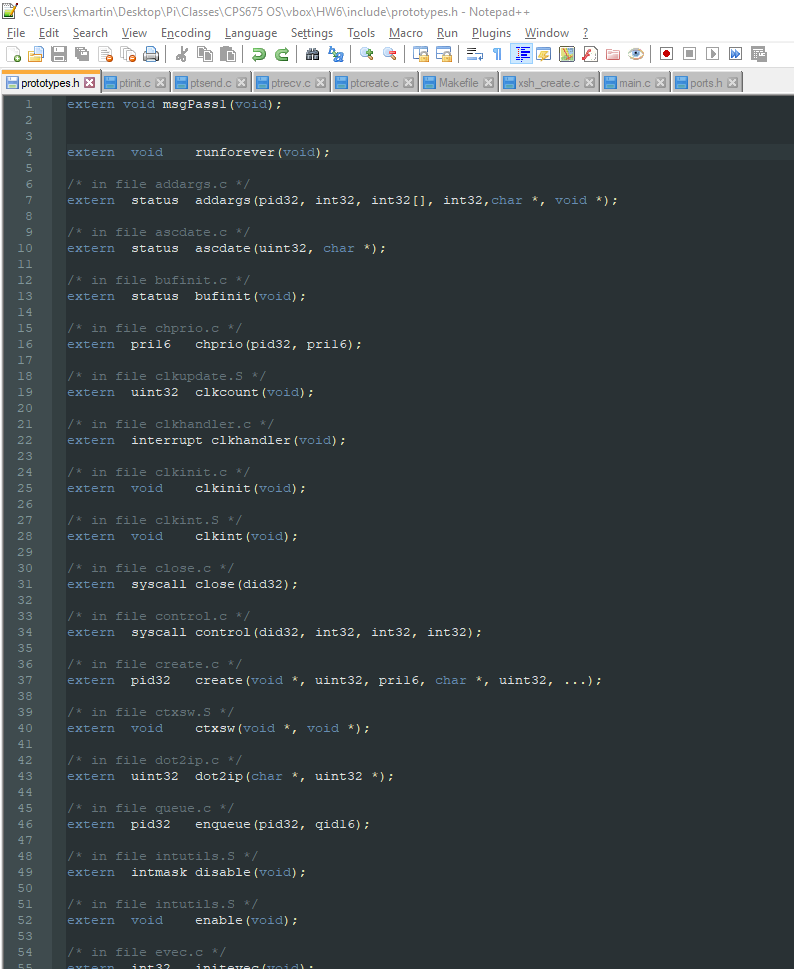 C:\Users\kmartin\Desktop\Pi\Classes\CPS675 OS\vbox\HW6\include\prototypes.h - Notepad++
File Edit Search View Encoding Language Settings Tools Macro Run Plugins Window ?
prototypes.h ptinit.c ptsend.c ptrecv.c ptcreate.c Makefile xsh_create.c main.c ports.h
1 extern void msgPass1(void);
2
3
4 extern void runforever(void);
5
6 /* in file addargs.c */
7 extern status addargs(pid32, int32, int32[], int32,char *, void *);
8
9 /* in file ascdate.c */
10 extern status ascdate(uint32, char *);
11
12 /* in file bufinit.c */
13 extern status bufinit(void);
14
15 /* in file chprio.c */
16 extern pri16 chprio(pid32, pri16);
17
18 /* in file clkupdate.S */
19 extern uint32 clkcount(void);
20
21 /* in file clkhandler.c */
22 extern interrupt clkhandler(void);
23
24 /* in file clkinit.c */
25 extern void clkinit(void);
26
27 /* in file clkint.S */
28 extern void clkint(void);
29
30 /* in file close.c */
31 extern syscall close(did32);
32
33 /* in file control.c */
34 extern syscall control(did32, int32, int32, int32);
35
36 /* in file create.c */
37 extern pid32 create(void *, uint32, pri16, char *, uint32, ...);
38
39 /* in file ctxsw.S */
40 extern void ctxsw(void *, void *);
41
42 /* in file dot2ip.c */
43 extern uint32 dot2ip(char *, uint32 *);
44
45 /* in file queue.c */
46 extern pid32 enqueue(pid32, qid16);
47
48 /* in file intutils.S */
49 extern intmask disable(void);
50
51 /* in file intutils.S */
52 extern void enable(void);
53
54 /* in file evec.c */
55 extern int32 initevec(void);